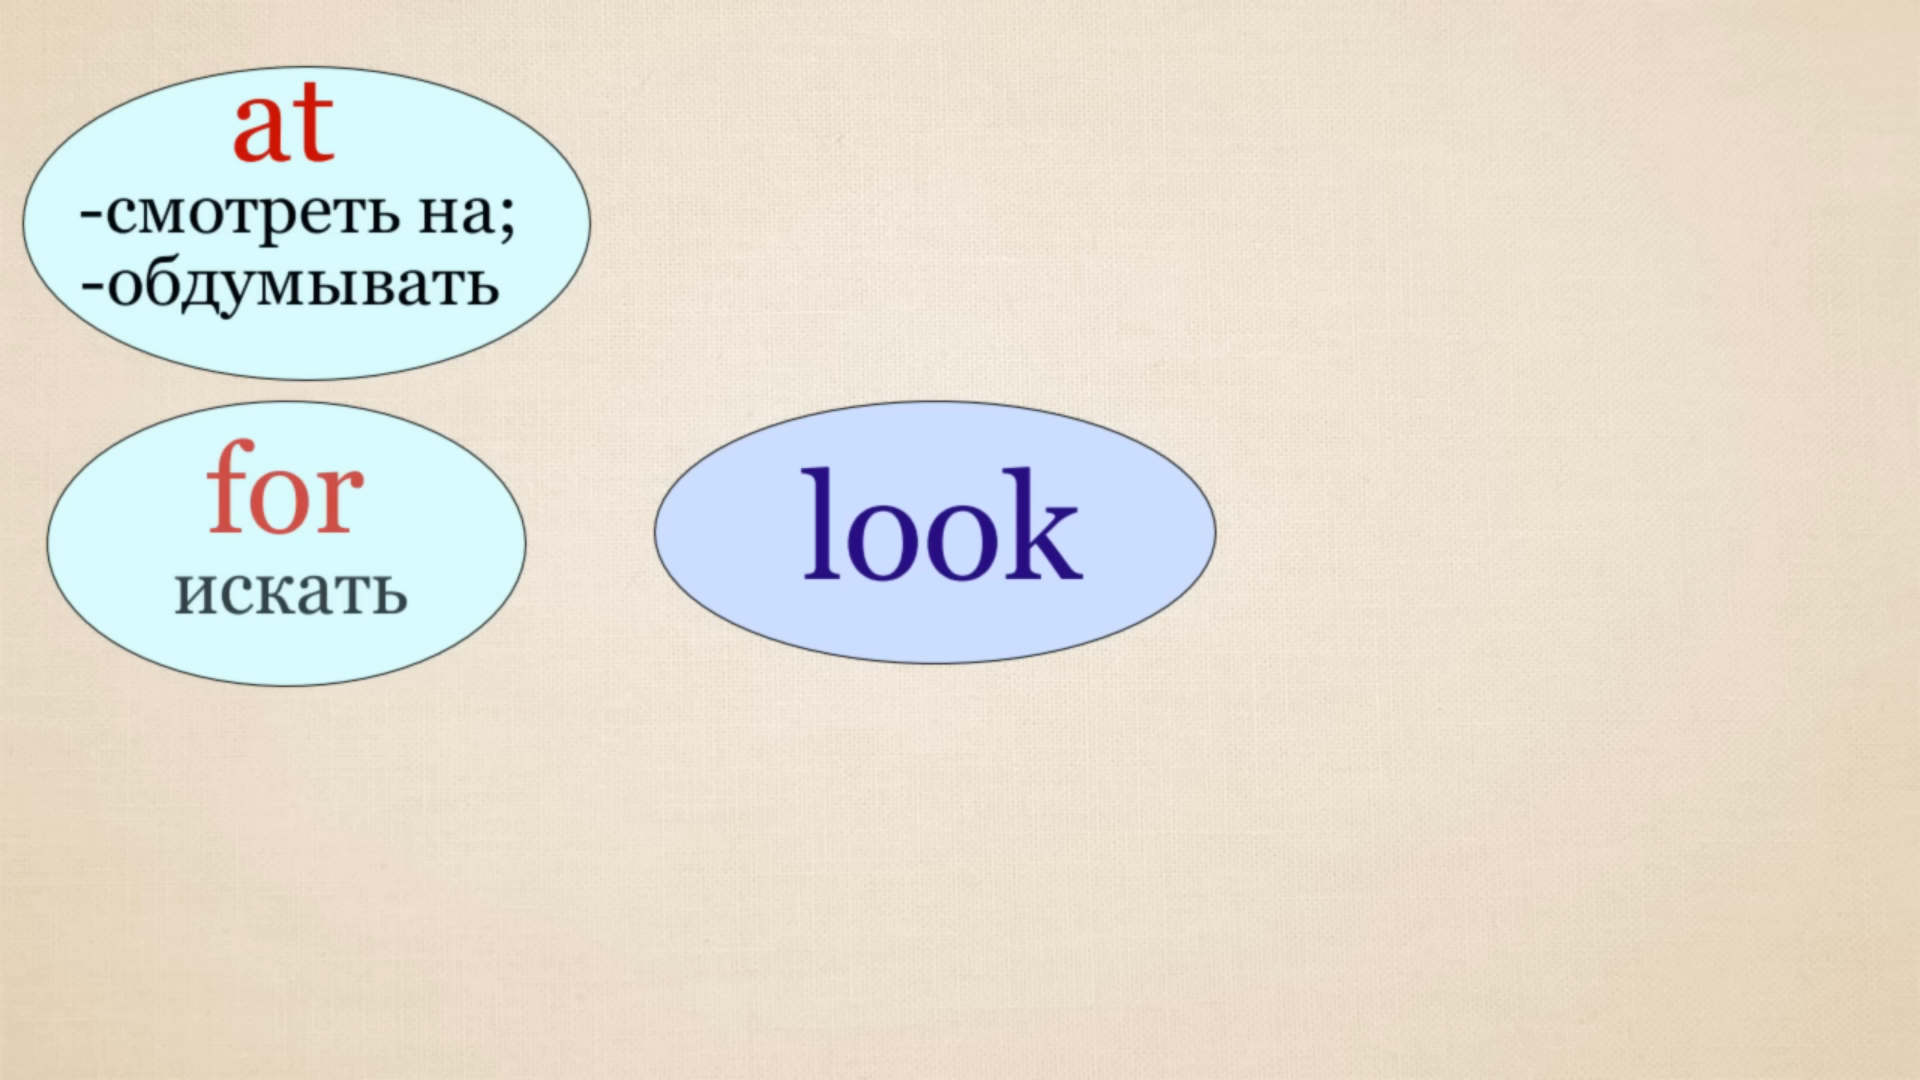 at
-смотреть на;
-обдумывать
for
искать
look